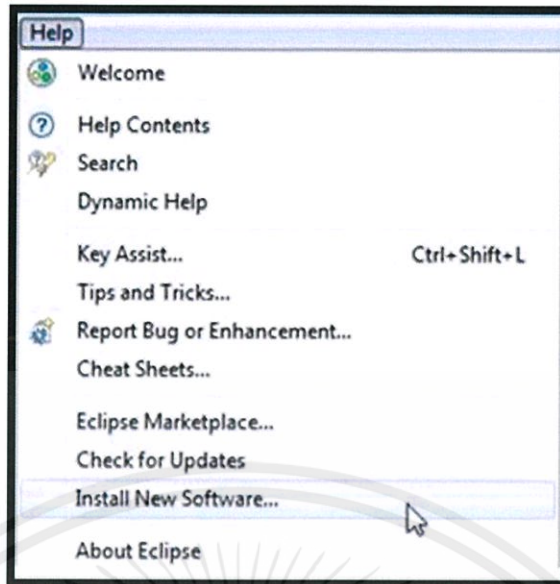 Help
Welcome
Help Contents
Search
Dynamic Help
Key Assist... Ctrl+Shift+L
Tips and Tricks...
Report Bug or Enhancement...
Cheat Sheets...
Eclipse Marketplace...
Check for Updates
Install New Software...
About Eclipse